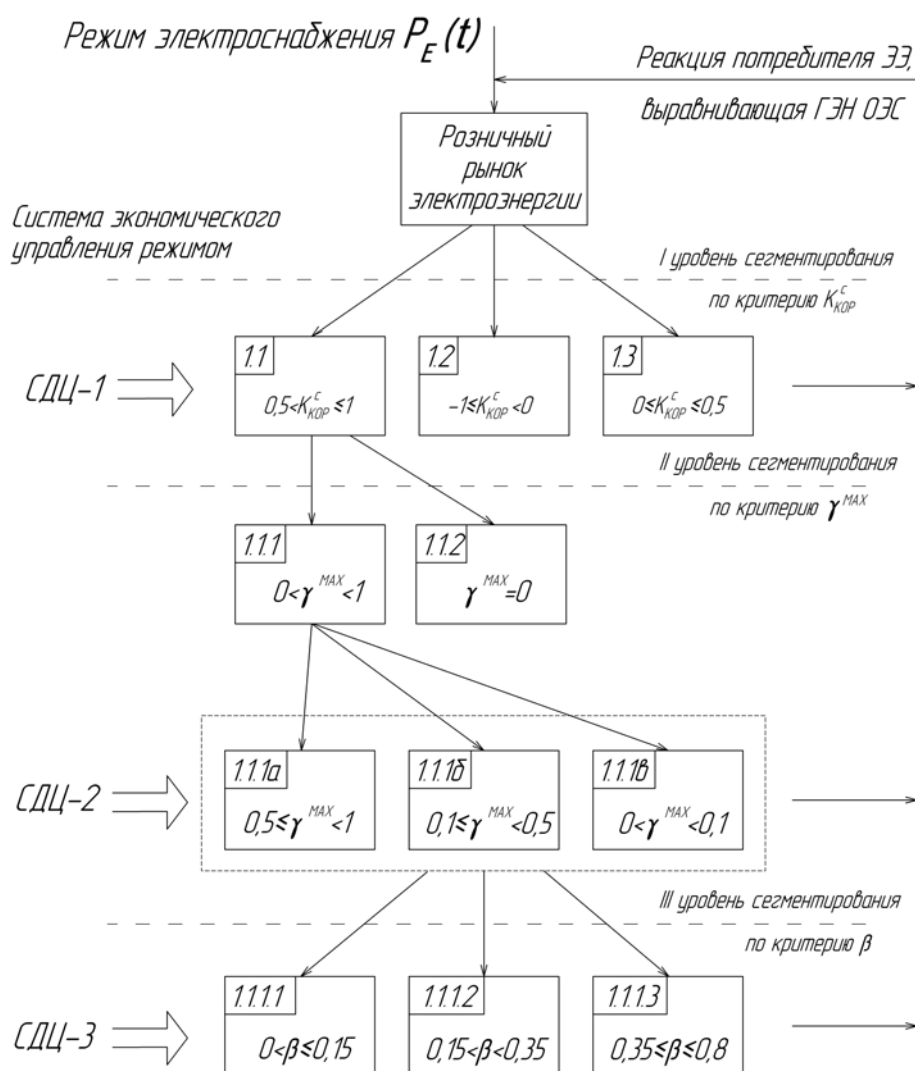 Режим электроснабжения P_E(t)
Реакция потребителя ЭЭ,
выравнивающая ГЭН ОЭС
Розничный
рынок
электроэнергии
Система экономического
управления режимом
I уровень сегментирования
по критерию K^c_КОР
СДЦ-1
1.1
0,5<K^c_КОР≤1
1.2
-1≤K^c_КОР<0
1.3
0≤K^c_КОР≤0,5
II уровень сегментирования
по критерию γ^MAX
1.1.1
0<γ^MAX<1
1.1.2
γ^MAX=0
СДЦ-2
1.1.1а
0,5≤γ^MAX<1
1.1.1б
0,1≤γ^MAX<0,5
1.1.1в
0<γ^MAX<0,1
III уровень сегментирования
по критерию β
СДЦ-3
1.1.1.1
0<β≤0,15
1.1.1.2
0,15<β<0,35
1.1.1.3
0,35≤β≤0,8